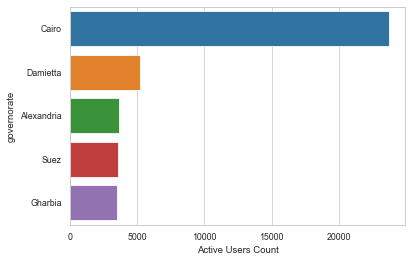 governorate
Cairo
Damietta
Alexandria
Suez
Gharbia
0 5000 10000 15000 20000
Active Users Count